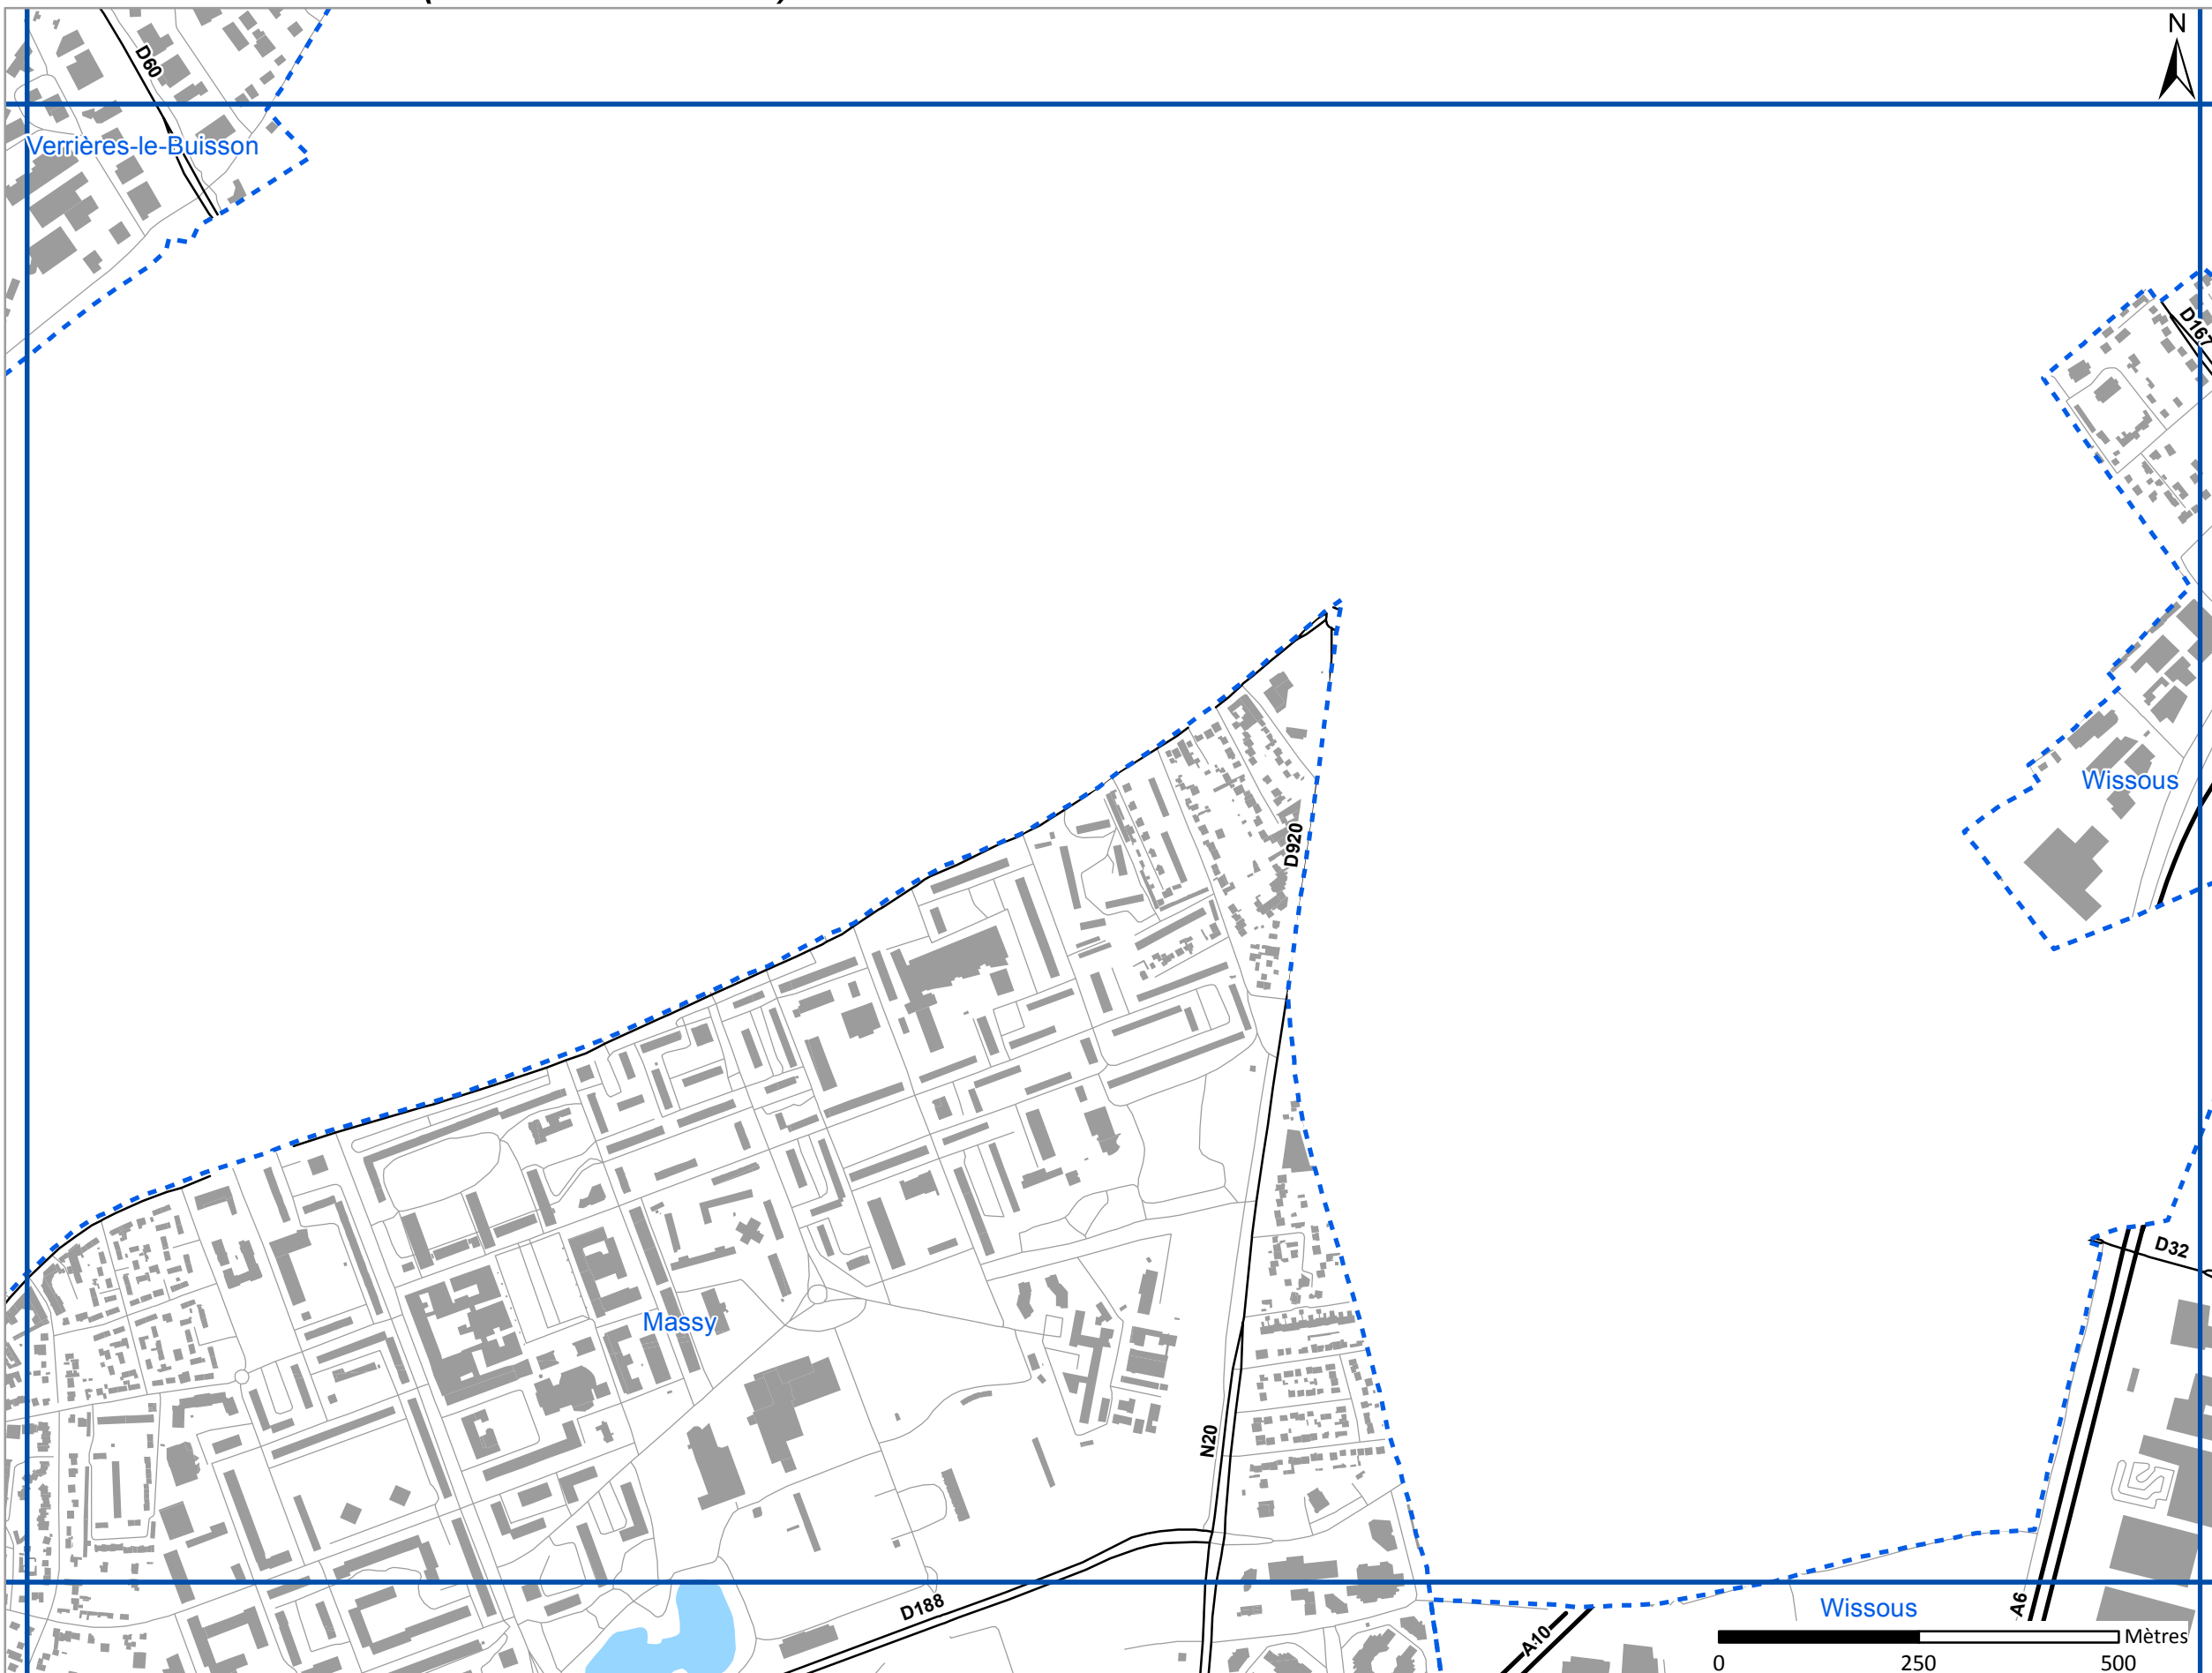 N
D60
Verrières-le-Buisson
D167
Wissous
D920
D32
Massy
N20
D188
A6
Wissous
A10
Mètres
0 250 500